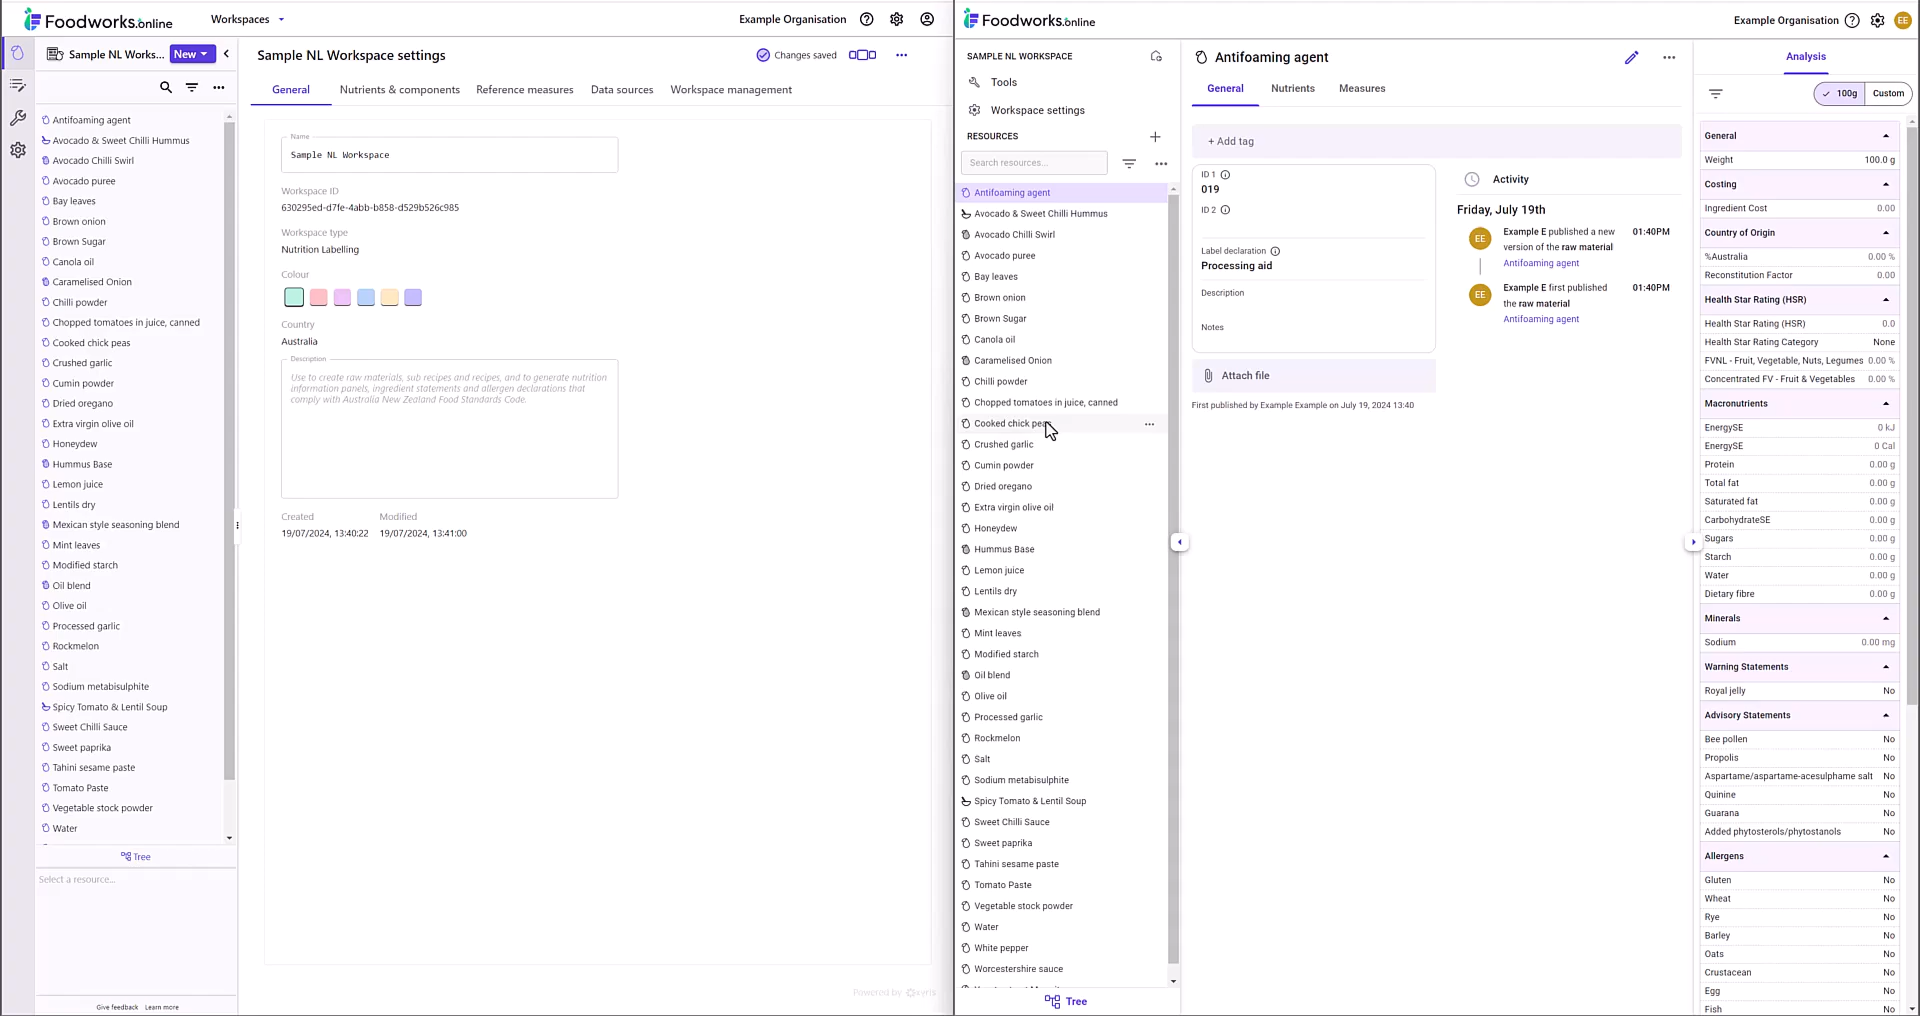 Foodworks.online
Workspaces
Example Organisation
Sample NL Works...
New
Antifoaming agent
Avocado & Sweet Chilli Hummus
Avocado Chilli Swirl
Avocado puree
Bay leaves
Brown onion
Brown Sugar
Canola oil
Caramelised Onion
Chilli powder
Chopped tomatoes in juice, canned
Cooked chick peas
Crushed garlic
Cumin powder
Dried oregano
Extra virgin olive oil
Honeydew
Hummus Base
Lemon juice
Lentils dry
Mexican style seasoning blend
Mint leaves
Modified starch
Oil blend
Olive oil
Processed garlic
Rockmelon
Salt
Sodium metabisulphite
Spicy Tomato & Lentil Soup
Sweet Chilli Sauce
Sweet paprika
Tahini sesame paste
Tomato Paste
Vegetable stock powder
Water
Tree
Select a resource...
Give feedback Learn more
Sample NL Workspace settings
Changes saved
General Nutrients & components Reference measures Data sources Workspace management
Name
Sample NL Workspace
Workspace ID
630295ed-d7fe-4abb-b858-d529b526c985
Workspace type
Nutrition Labelling
Colour
Country
Australia
Description
Use to create raw materials, sub recipes and recipes, and to generate nutrition
information panels, ingredient statements and allergen declarations that
comply with Australia New Zealand Food Standards Code.
Created Modified
19/07/2024, 13:40:22 19/07/2024, 13:41:00
Powered by xyris
Foodworks.online
Example Organisation
EE
SAMPLE NL WORKSPACE
Tools
Workspace settings
RESOURCES
Search resources...
Antifoaming agent
Avocado & Sweet Chilli Hummus
Avocado Chilli Swirl
Avocado puree
Bay leaves
Brown onion
Brown Sugar
Canola oil
Caramelised Onion
Chilli powder
Chopped tomatoes in juice, canned
Cooked chick peas
Crushed garlic
Cumin powder
Dried oregano
Extra virgin olive oil
Honeydew
Hummus Base
Lemon juice
Lentils dry
Mexican style seasoning blend
Mint leaves
Modified starch
Oil blend
Olive oil
Processed garlic
Rockmelon
Salt
Sodium metabisulphite
Spicy Tomato & Lentil Soup
Sweet Chilli Sauce
Sweet paprika
Tahini sesame paste
Tomato Paste
Vegetable stock powder
Water
White pepper
Worcestershire sauce
Tree
Antifoaming agent
General Nutrients Measures
+ Add tag
ID 1
019
ID 2
Label declaration
Processing aid
Description
Notes
Attach file
First published by Example Example on July 19, 2024 13:40
Activity
Friday, July 19th
EE
Example E published a new 01:40PM
version of the raw material
Antifoaming agent
EE
Example E first published 01:40PM
the raw material
Antifoaming agent
Analysis
100g Custom
General
Weight 100.0 g
Costing
Ingredient Cost 0.00
Country of Origin
%Australia 0.00 %
Reconstitution Factor 0.00
Health Star Rating (HSR)
Health Star Rating (HSR) 0.0
Health Star Rating Category None
FVNL - Fruit, Vegetable, Nuts, Legumes 0.00 %
Concentrated FV - Fruit & Vegetables 0.00 %
Macronutrients
EnergySE 0 kJ
EnergySE 0 Cal
Protein 0.00 g
Total fat 0.00 g
Saturated fat 0.00 g
CarbohydrateSE 0.00 g
Sugars 0.00 g
Starch 0.00 g
Water 0.00 g
Dietary fibre 0.00 g
Minerals
Sodium 0.00 mg
Warning Statements
Royal jelly No
Advisory Statements
Bee pollen No
Propolis No
Aspartame/aspartame-acesulphame salt No
Quinine No
Guarana No
Added phytosterols/phytostanols No
Allergens
Gluten No
Wheat No
Rye No
Barley No
Oats No
Crustacean No
Egg No
Fish No